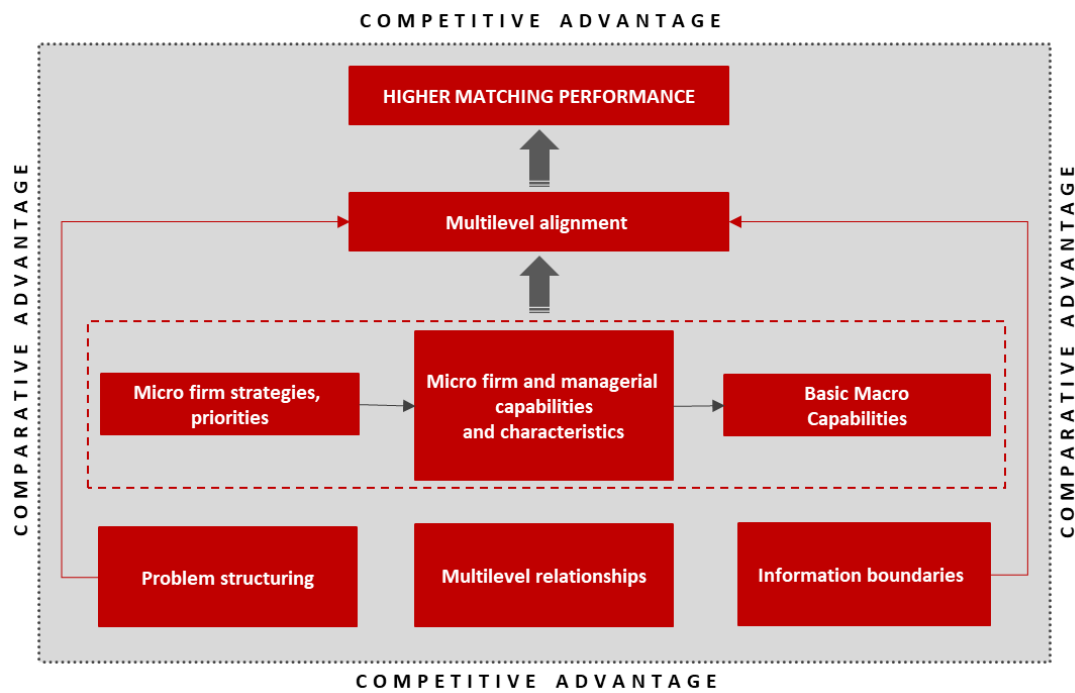 COMPETITIVE ADVANTAGE
HIGHER MATCHING PERFORMANCE
COMPARATIVE ADVANTAGE
Multilevel alignment
COMPARATIVE ADVANTAGE
Micro firm strategies,
priorities
Micro firm and managerial
capabilities
and characteristics
Basic Macro
Capabilities
Problem structuring
Multilevel relationships
Information boundaries
COMPETITIVE ADVANTAGE